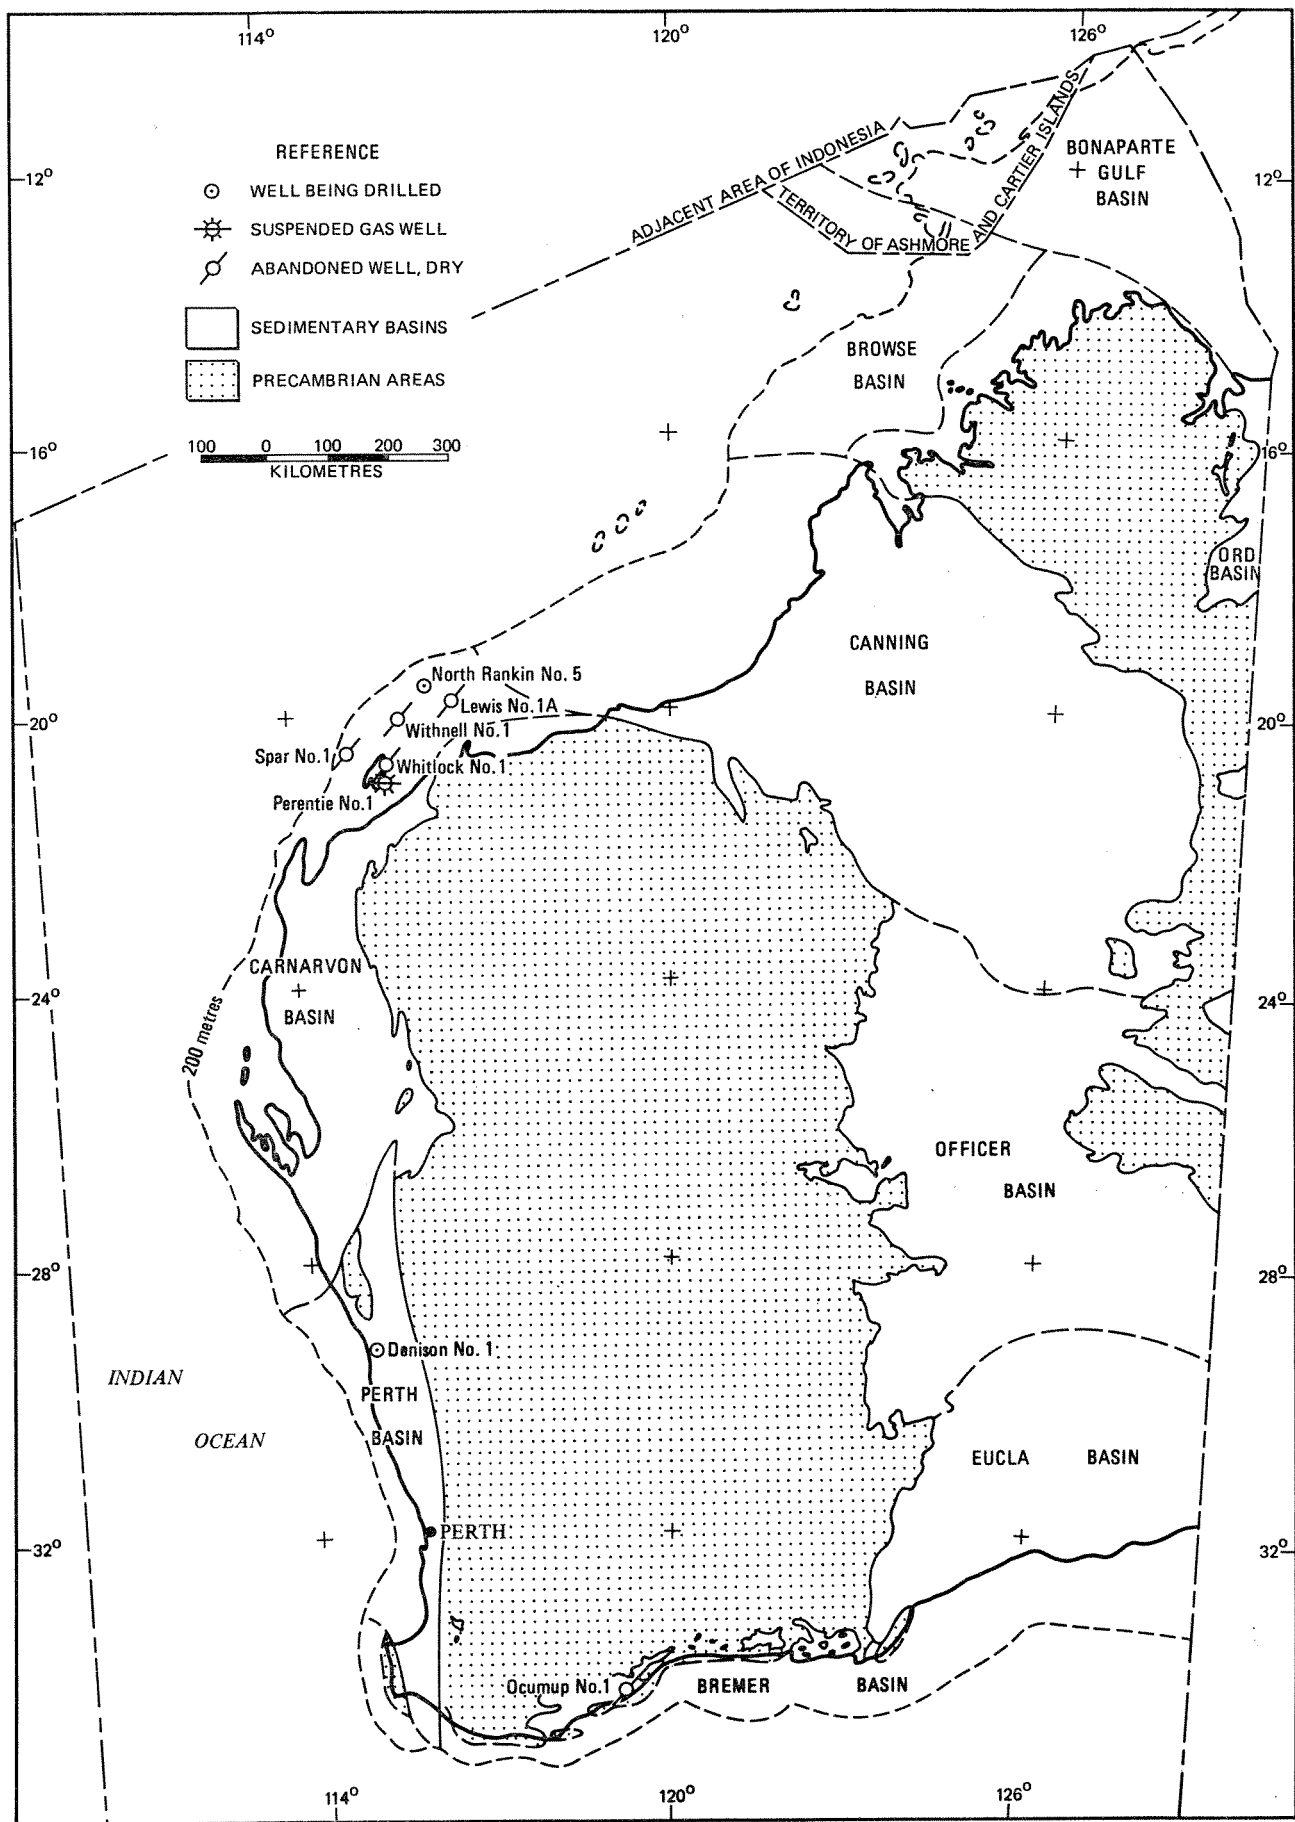 114° 120° 126°
REFERENCE
WELL BEING DRILLED
SUSPENDED GAS WELL
ABANDONED WELL, DRY
SEDIMENTARY BASINS
PRECAMBRIAN AREAS
100 0 100 200 300
KILOMETRES
ADJACENT AREA OF INDONESIA
TERRITORY OF ASHMORE AND CARTIER ISLANDS
BONAPARTE
GULF
BASIN
12° 12°
BROWSE
BASIN
16° 16°
ORD
BASIN
CANNING
BASIN
North Rankin No. 5
Lewis No.1A
Withnell No.1
Spar No.1
Whitlock No.1
Perentie No.1
20° 20°
CARNARVON
BASIN
24° 24°
200 metres
OFFICER
BASIN
28° 28°
Denison No. 1
INDIAN
OCEAN
PERTH
BASIN
EUCLA BASIN
PERTH
32° 32°
Ocumup No.1
BREMER BASIN
114° 120° 126°